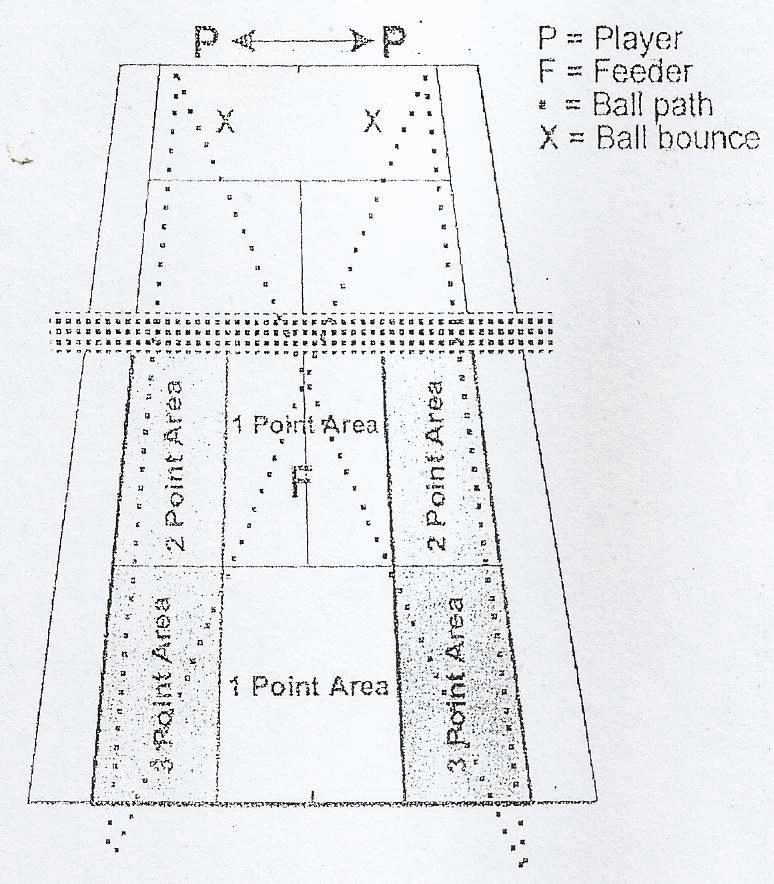 P P
P = Player
F = Feeder
▪ = Ball path
X = Ball bounce
X X
2 Point Area
1 Point Area
2 Point Area
F
3 Point Area
1 Point Area
3 Point Area